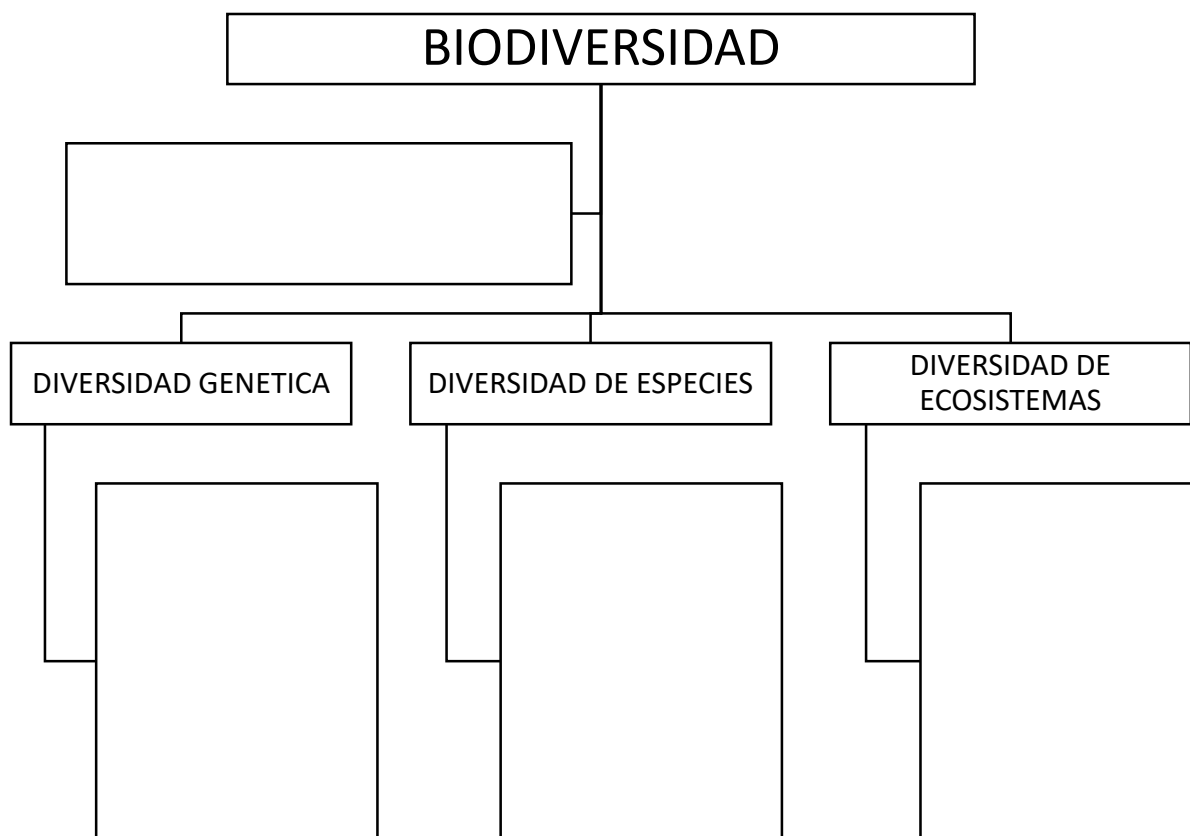 BIODIVERSIDAD
DIVERSIDAD GENETICA
DIVERSIDAD DE ESPECIES
DIVERSIDAD DE
ECOSISTEMAS